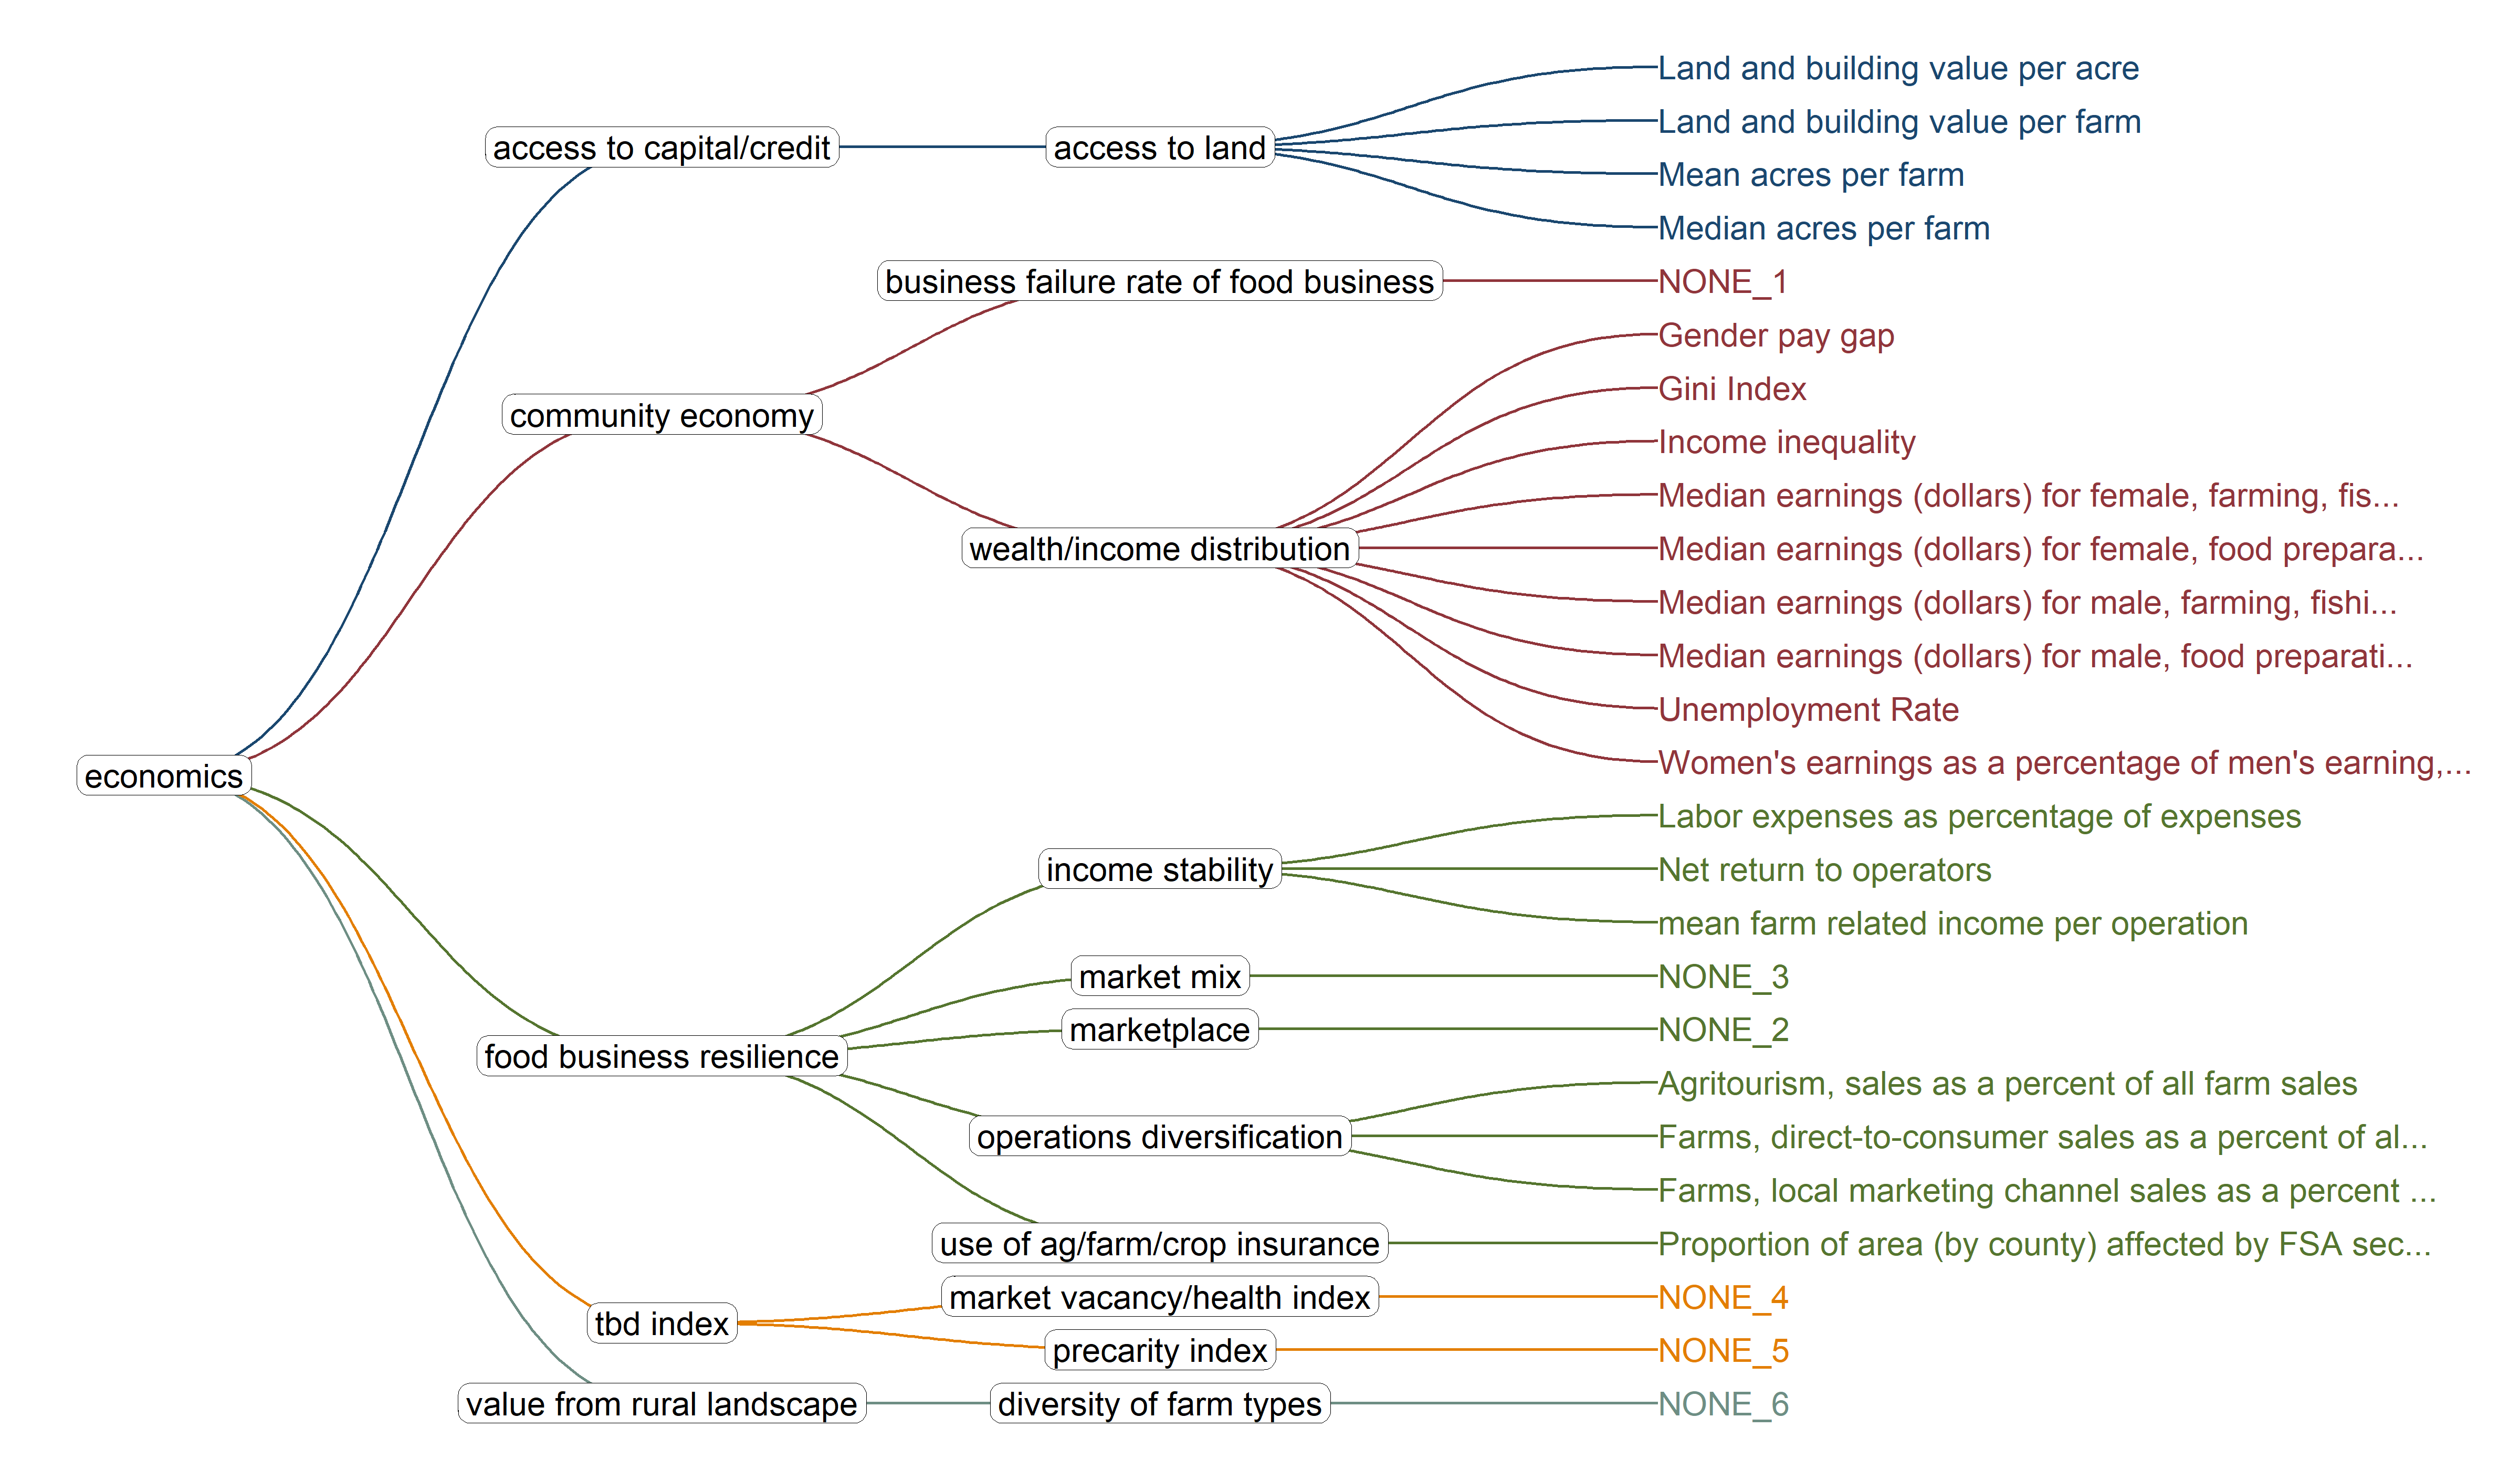 economics
access to capital/credit
access to land
Land and building value per acre
Land and building value per farm
Mean acres per farm
Median acres per farm
community economy
business failure rate of food business
NONE_1
wealth/income distribution
Gender pay gap
Gini Index
Income inequality
Median earnings (dollars) for female, farming, fis...
Median earnings (dollars) for female, food prepara...
Median earnings (dollars) for male, farming, fishi...
Median earnings (dollars) for male, food preparati...
Unemployment Rate
Women's earnings as a percentage of men's earning,...
food business resilience
income stability
Labor expenses as percentage of expenses
Net return to operators
mean farm related income per operation
market mix
NONE_3
marketplace
NONE_2
operations diversification
Agritourism, sales as a percent of all farm sales
Farms, direct-to-consumer sales as a percent of al...
Farms, local marketing channel sales as a percent ...
use of ag/farm/crop insurance
Proportion of area (by county) affected by FSA sec...
tbd index
market vacancy/health index
NONE_4
precarity index
NONE_5
value from rural landscape
diversity of farm types
NONE_6